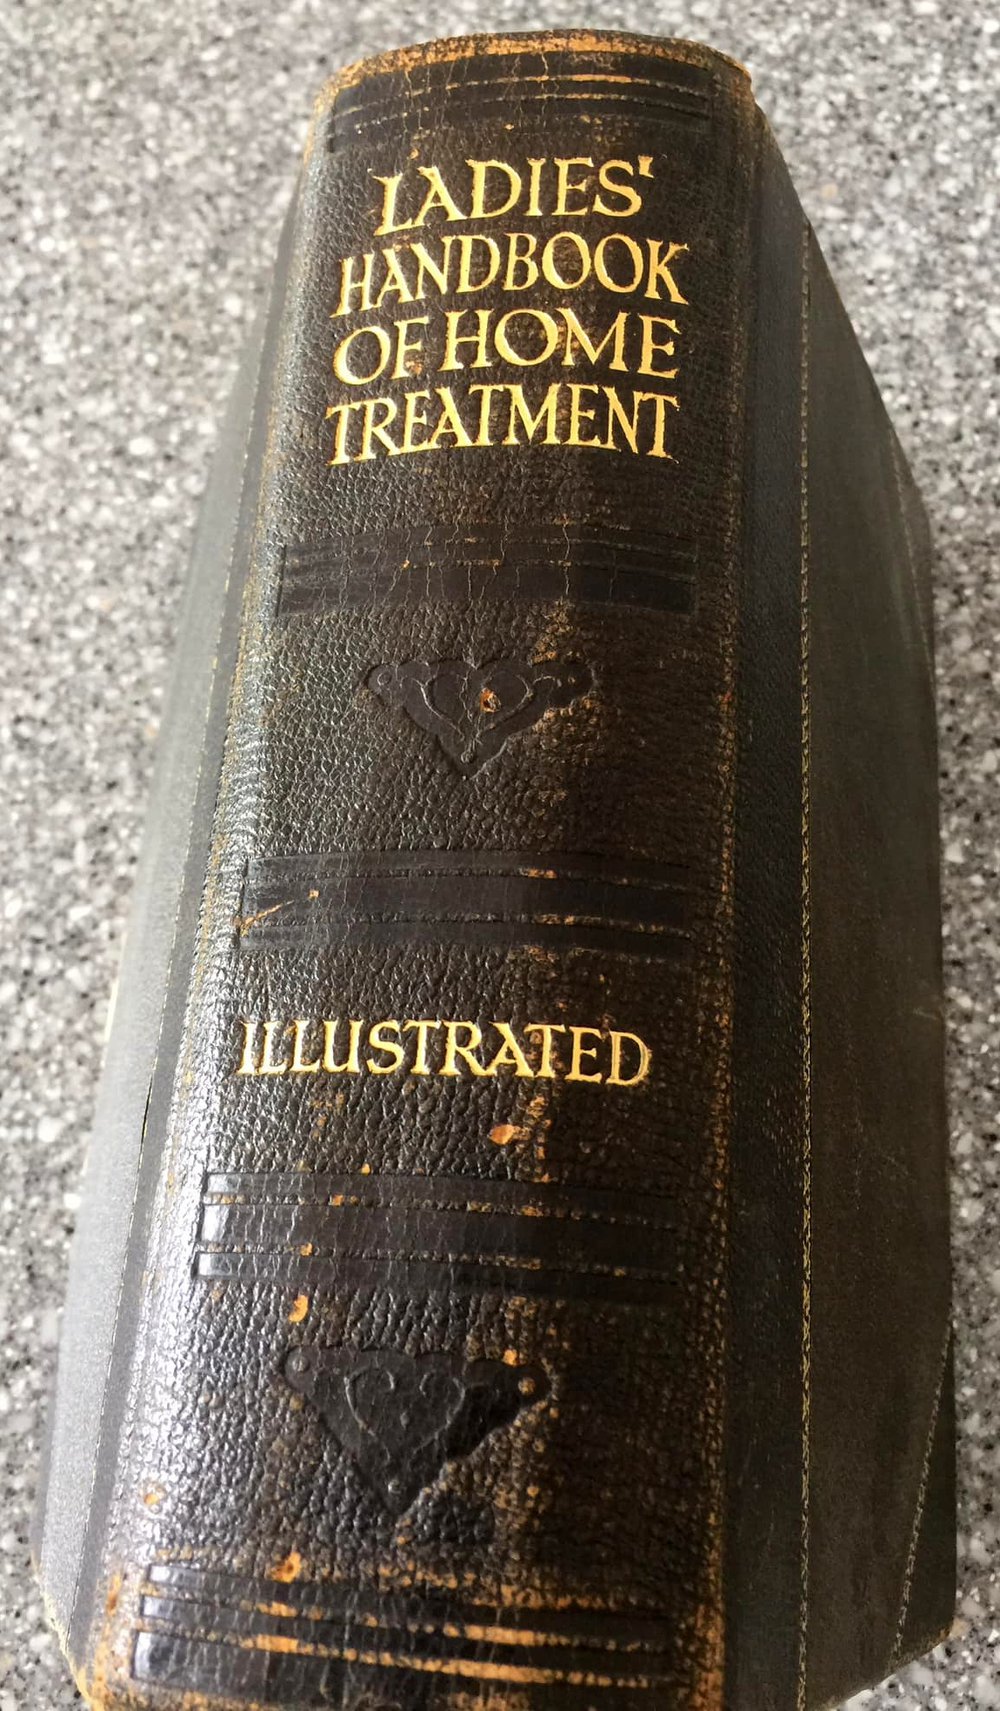 LADIES'
HANDBOOK
OF HOME
TREATMENT
ILLUSTRATED